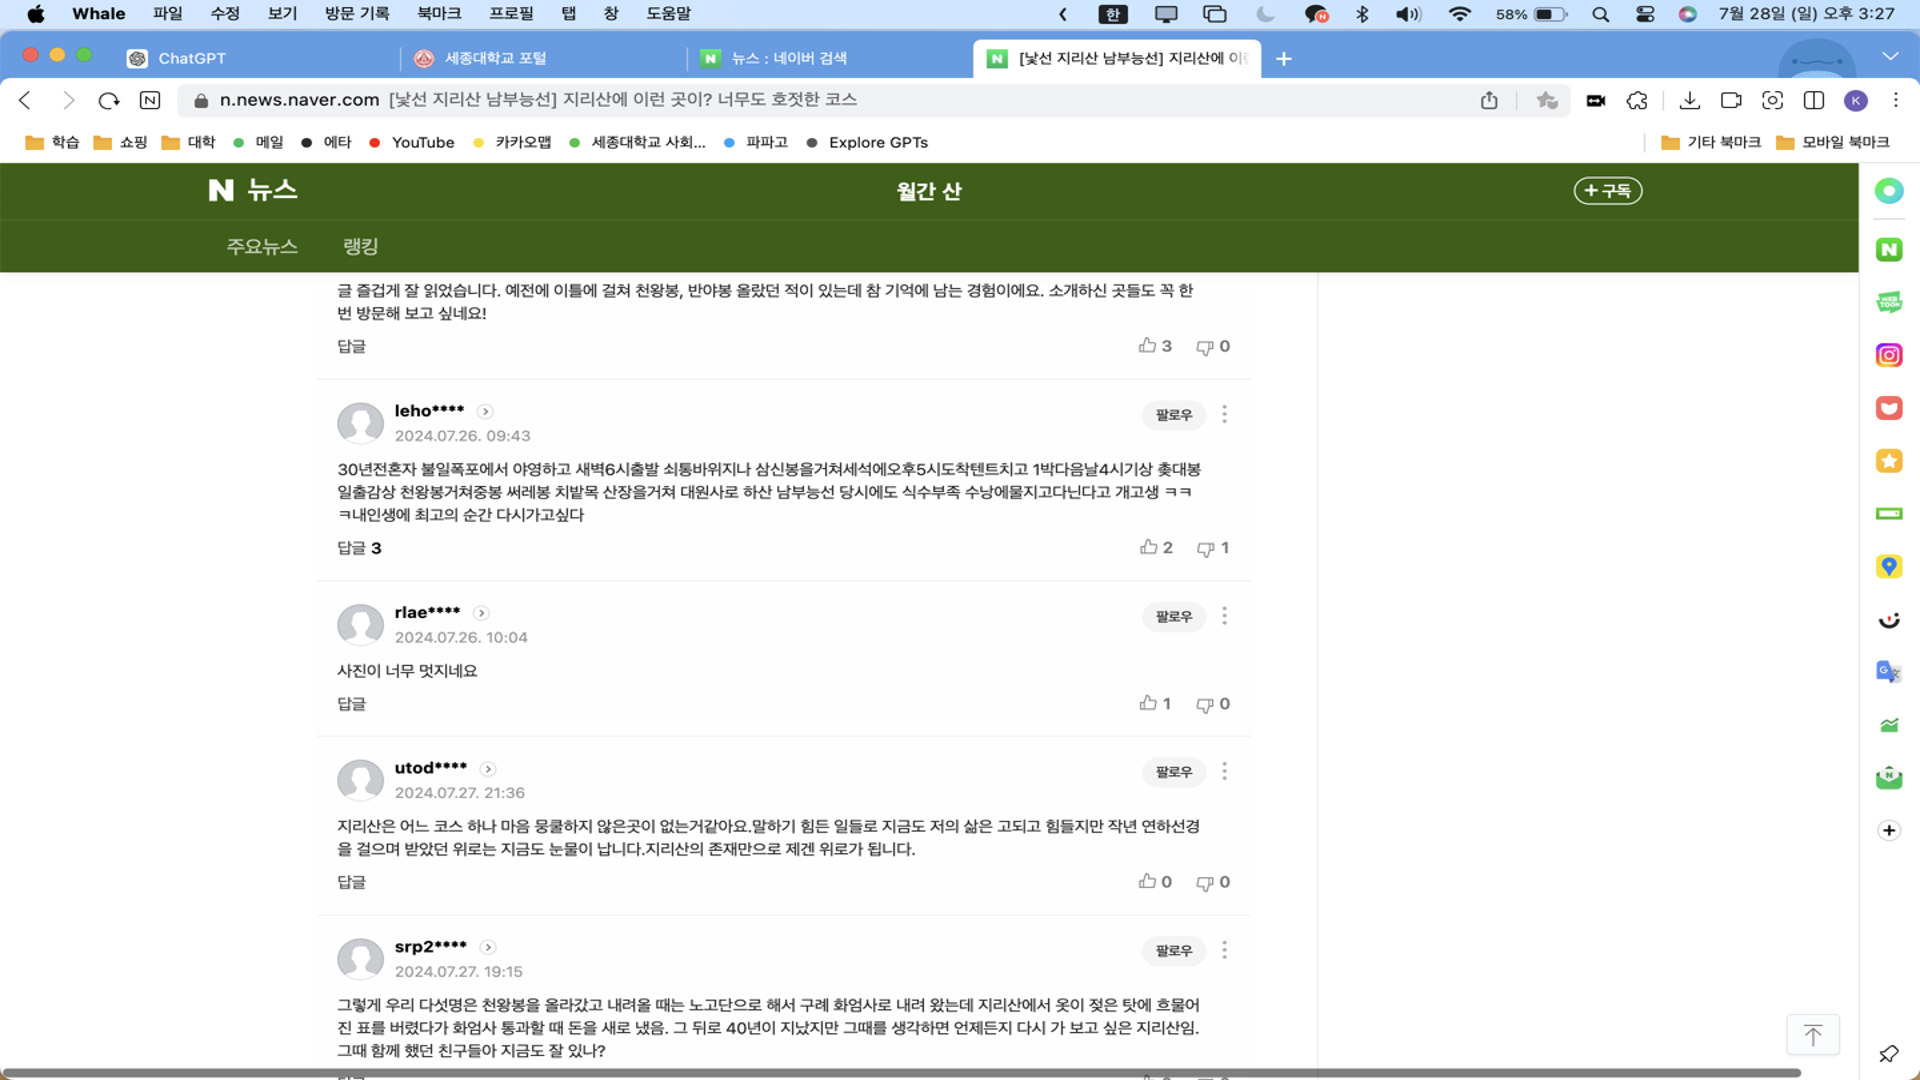 Whale 파일 수정 보기 방문 기록 북마크 프로필 탭 창 도움말 한 58% 7월 28일 (일) 오후 3:27
ChatGPT 세종대학교 포털 뉴스 : 네이버 검색 [낯선 지리산 남부능선] 지리산에 이런
n.news.naver.com [낯선 지리산 남부능선] 지리산에 이런 곳이? 너무도 호젓한 코스 K
학습 쇼핑 대학 메일 에타 YouTube 카카오맵 세종대학교 사회... 파파고 Explore GPTs 기타 북마크 모바일 북마크
N 뉴스 월간 산 + 구독
주요뉴스 랭킹
글 즐겁게 잘 읽었습니다. 예전에 이틀에 걸쳐 천왕봉, 반야봉 올랐던 적이 있는데 참 기억에 남는 경험이에요. 소개하신 곳들도 꼭 한
번 방문해 보고 싶네요!
답글 3 0
leho**** 팔로우
2024.07.26. 09:43
30년전혼자 불일폭포에서 야영하고 새벽6시출발 쇠통바위지나 삼신봉을거쳐세석에오후5시도착텐트치고 1박다음날4시기상 촛대봉
일출감상 천왕봉거쳐중봉 써레봉 치밭목 산장을거쳐 대원사로 하산 남부능선 당시에도 식수부족 수낭에물지고다닌다고 개고생 ㅋㅋ
ㅋ내인생에 최고의 순간 다시가고싶다
답글 3 2 1
rlae**** 팔로우
2024.07.26. 10:04
사진이 너무 멋지네요
답글 1 0
utod**** 팔로우
2024.07.27. 21:36
지리산은 어느 코스 하나 마음 뭉쿨하지 않은곳이 없는거같아요.말하기 힘든 일들로 지금도 저의 삶은 고되고 힘들지만 작년 연하선경
을 걸으며 받았던 위로는 지금도 눈물이 납니다.지리산의 존재만으로 제겐 위로가 됩니다.
답글 0 0
srp2**** 팔로우
2024.07.27. 19:15
그렇게 우리 다섯명은 천왕봉을 올라갔고 내려올 때는 노고단으로 해서 구례 화엄사로 내려 왔는데 지리산에서 옷이 젖은 탓에 흐물어
진 표를 버렸다가 화엄사 통과할 때 돈을 새로 냈음. 그 뒤로 40년이 지났지만 그때를 생각하면 언제든지 다시 가 보고 싶은 지리산임.
그때 함께 했던 친구들아 지금도 잘 있나?